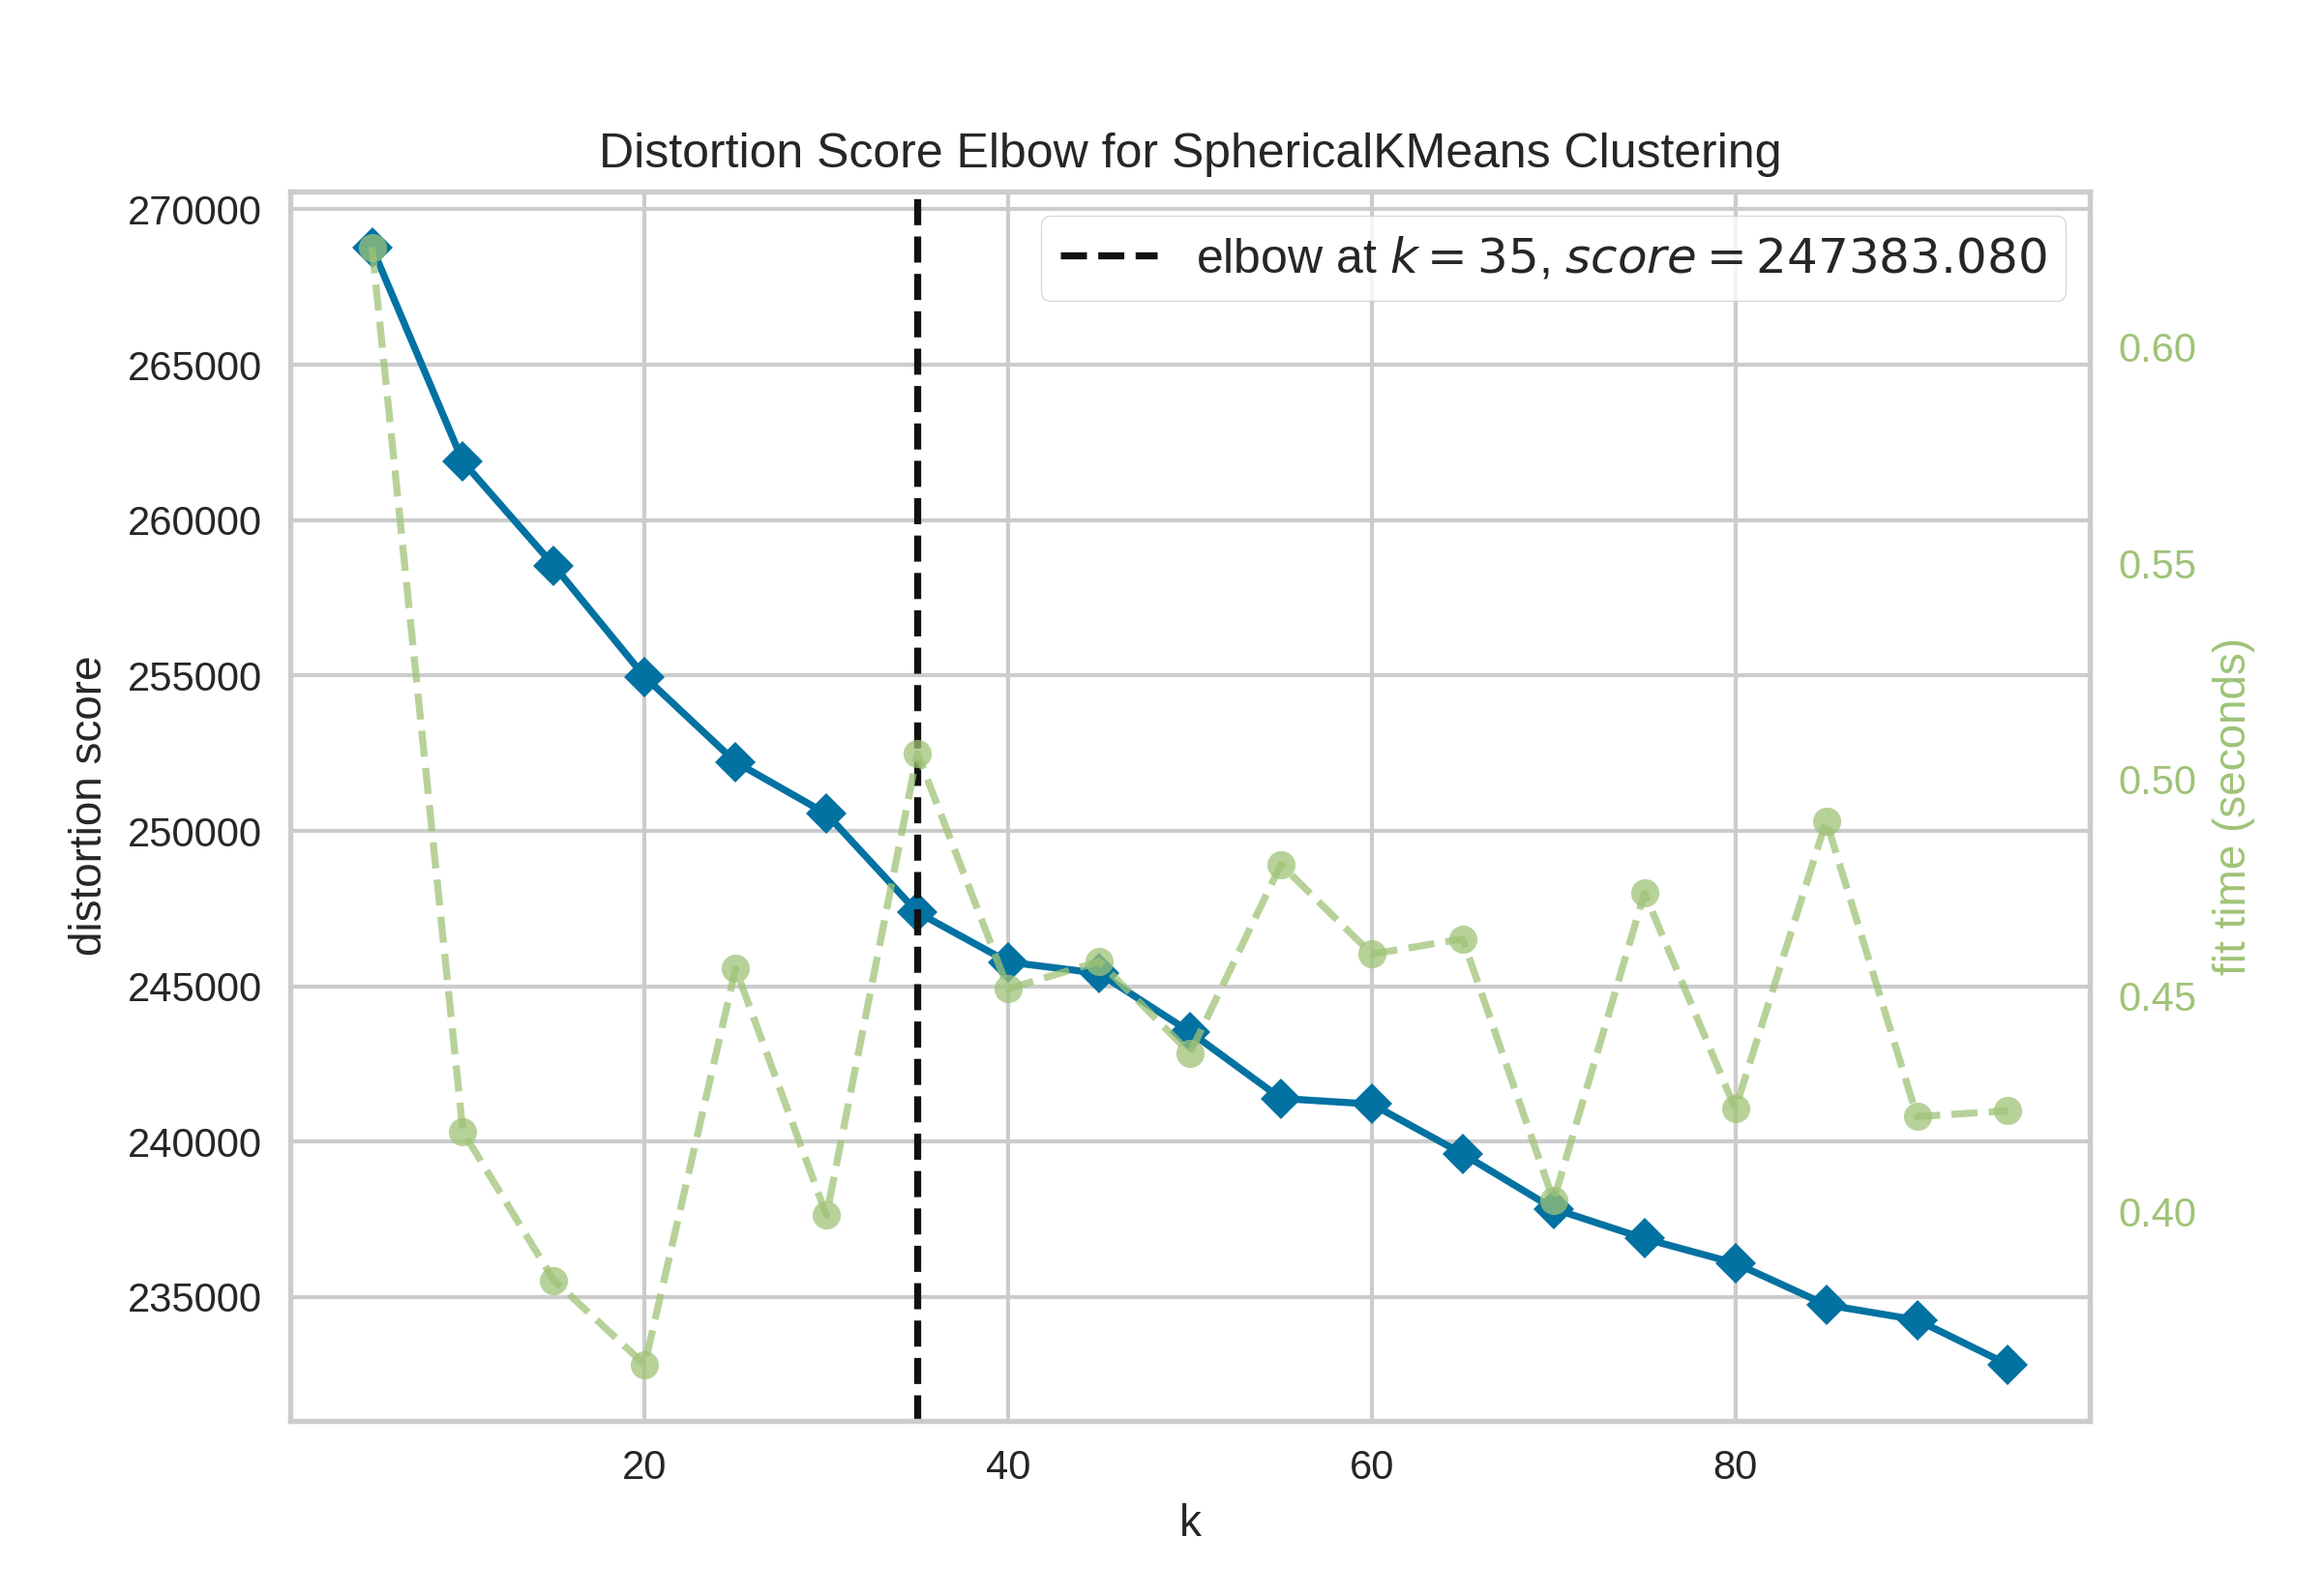 Distortion Score Elbow for SphericalKMeans Clustering
elbow at k = 35, score = 247383.080
distortion score
270000
265000
260000
255000
250000
245000
240000
235000
0.60
0.55
0.50
0.45
0.40
fit time (seconds)
20 40 60 80
k